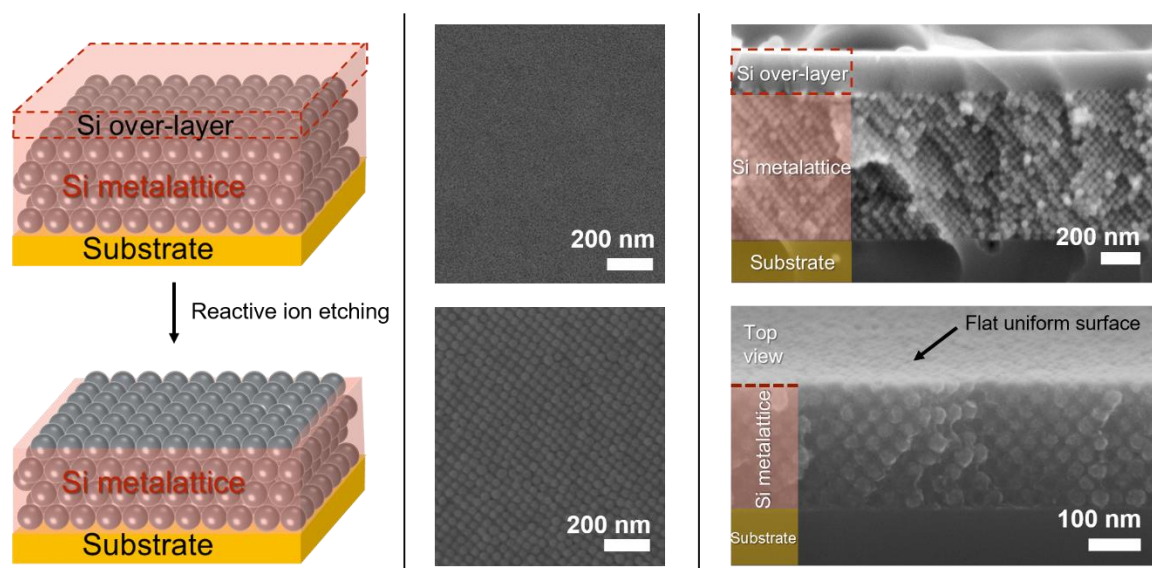 Si over-layer
Si metalattice
Substrate
Reactive ion etching
Si metalattice
Substrate
200 nm
200 nm
Si over-layer
Si metalattice
Substrate
200 nm
Top
view
Flat uniform surface
Si metalattice
Substrate
100 nm